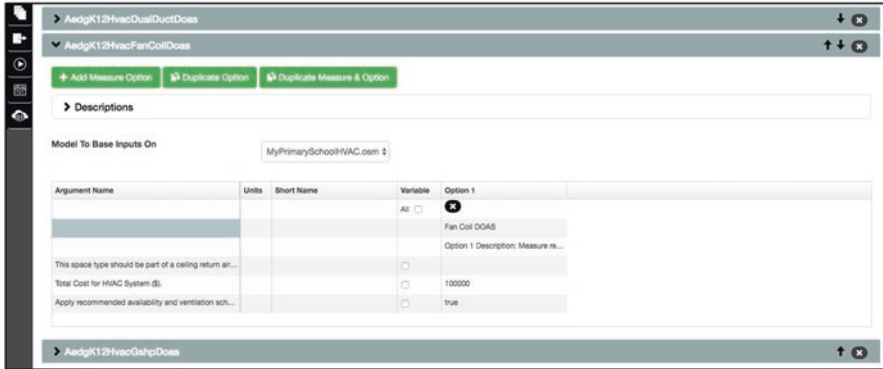 AedgK12HvacDualDuctDoas
AedgK12HvacFanCoilDoas
+ Add Measure Option Duplicate Option Duplicate Measure & Option
Descriptions
Model To Base Inputs On
MyPrimarySchoolHVAC.osm
Argument Name Units Short Name Variable Option 1
All
Fan Coil DOAS
Option 1 Description: Measure re...
This space type should be part of a ceiling return air...
Total Cost for HVAC System ($). 100000
Apply recommended availability and ventilation sch... true
AedgK12HvacGshpDoas